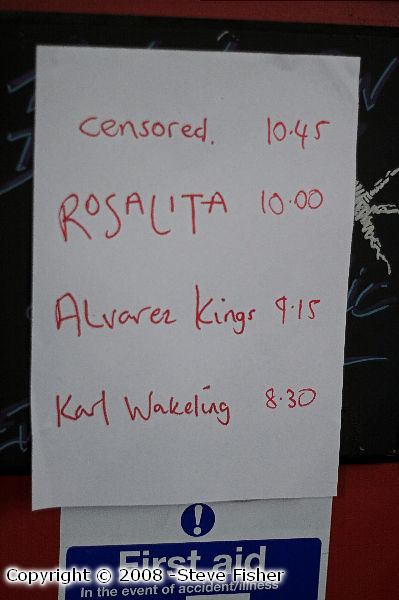 Censored. 10.45
ROSALITA 10.00
Alvarez Kings 9.15
Karl Wakeling 8.30
First aid
In the event of accident/illness
Copyright © 2008 -Steve Fisher